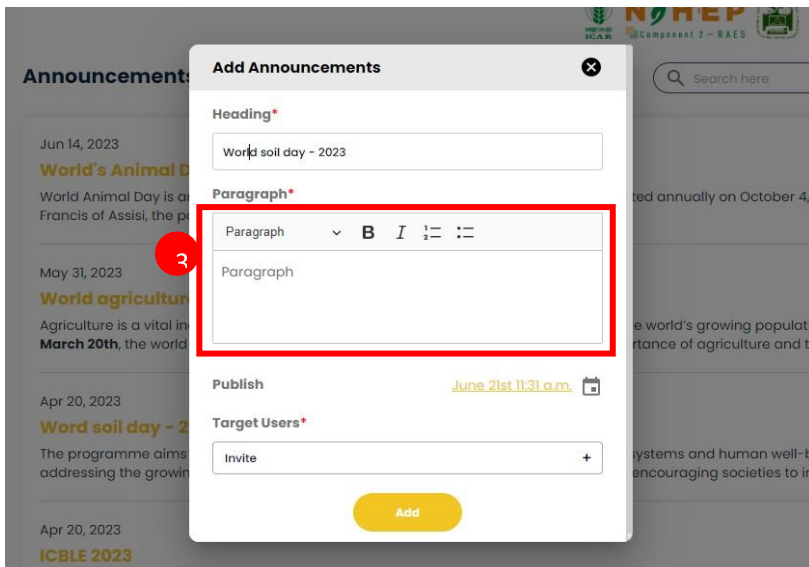 NAHEP
ICAR
Component 2 - RAES
Announcements
Search here
Add Announcements
Heading*
World soil day - 2023
Paragraph*
Paragraph
B I
Paragraph
3
Publish
June 21st 11:31 a.m.
Target Users*
Invite +
Add
Jun 14, 2023
World's Animal D
World Animal Day is a
ted annually on October 4,
Francis of Assisi, the p
May 31, 2023
World agricultur
Agriculture is a vital in
e world's growing populat
March 20th, the world
rtance of agriculture and t
Apr 20, 2023
Word soil day - 2
The programme aims
systems and human well-b
addressing the growin
encouraging societies to i
Apr 20, 2023
ICBLE 2023